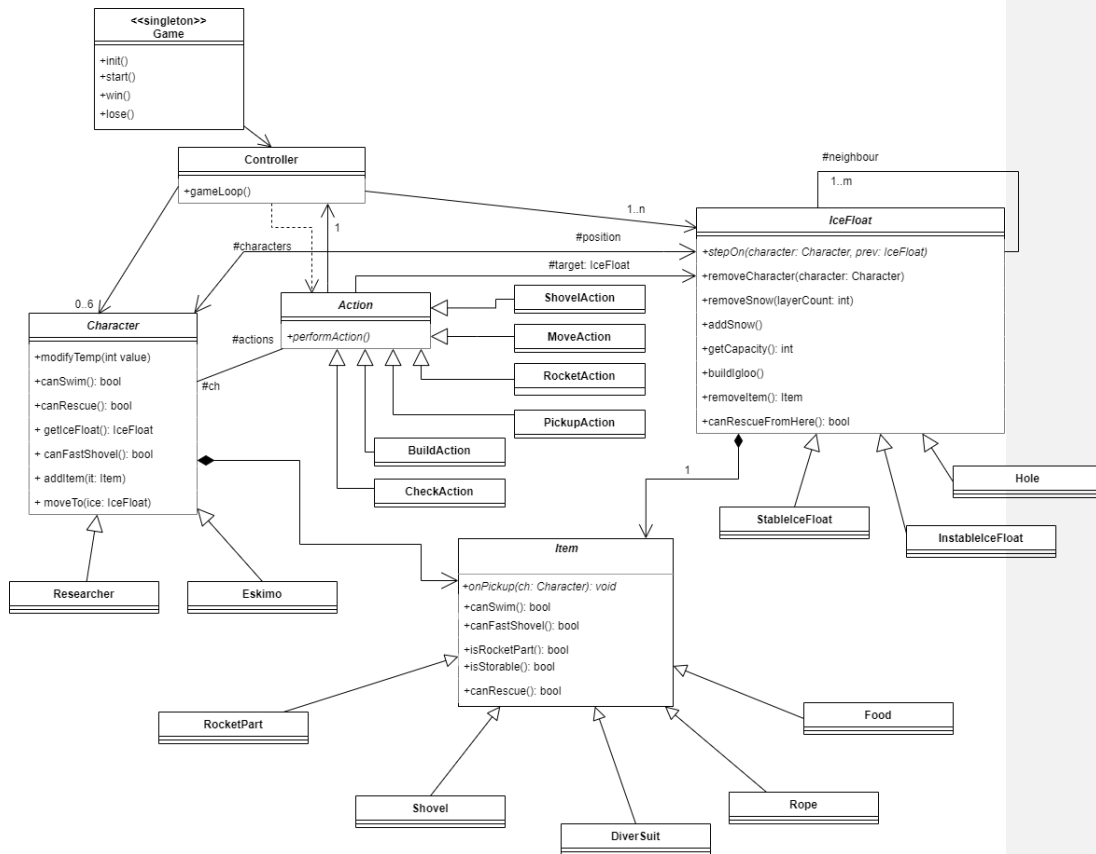 <<singleton>>
Game
+init()
+start()
+win()
+lose()
Controller
+gameLoop()
#neighbour
1..m
1..n
1
#characters
#position
#target: IceFloat
0..6
IceFloat
+stepOn(character: Character, prev: IceFloat)
+removeCharacter(character: Character)
+removeSnow(layerCount: int)
+addSnow()
+getCapacity(): int
+buildIgloo()
+removeItem(): Item
+canRescueFromHere(): bool
Action
+performAction()
#actions
#ch
Character
+modifyTemp(int value)
+canSwim(): bool
+canRescue(): bool
+ getIceFloat(): IceFloat
+ canFastShovel(): bool
+ addItem(it: Item)
+ moveTo(ice: IceFloat)
ShovelAction
MoveAction
RocketAction
PickupAction
BuildAction
CheckAction
1
Hole
StableIceFloat
InstableIceFloat
Researcher
Eskimo
Item
+onPickup(ch: Character): void
+canSwim(): bool
+canFastShovel(): bool
+isRocketPart(): bool
+isStorable(): bool
+canRescue(): bool
RocketPart
Food
Shovel
Rope
DiverSuit